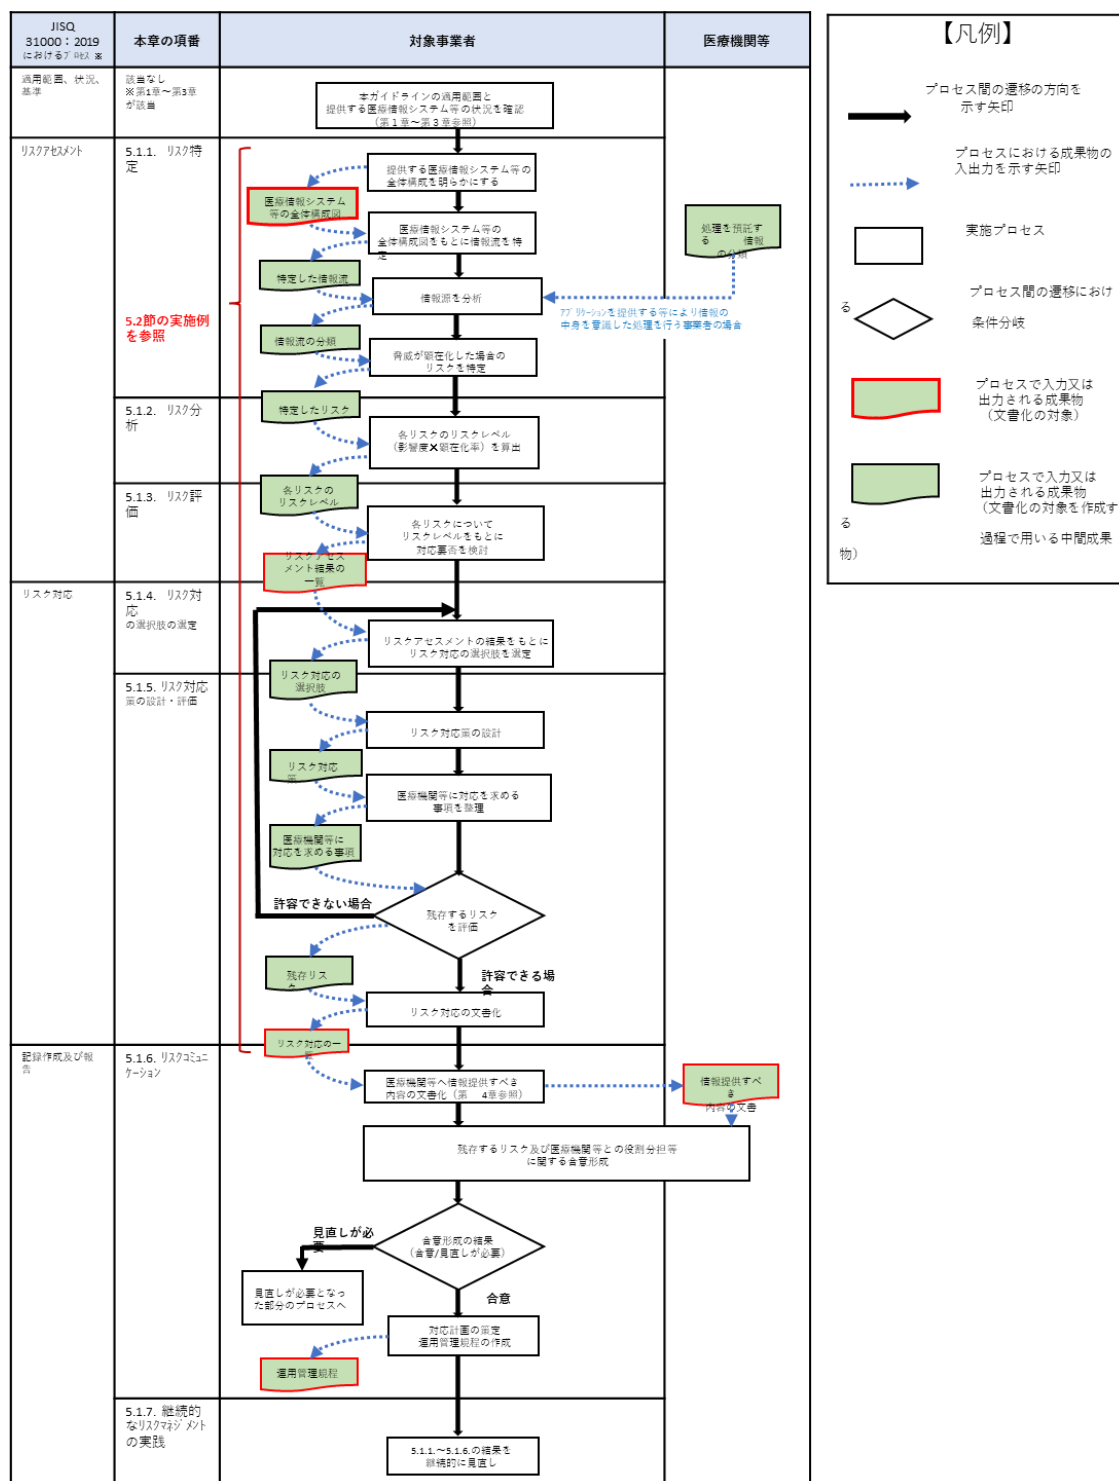 JISQ
31000：2019
におけるプロセス ※
本章の項番
対象事業者
医療機関等
適用範囲、状況、
基準
該当なし
※第1章～第3章
が該当
本ガイドラインの適用範囲と
提供する医療情報システム等の状況を確認
（第１章～第３章参照）
リスクアセスメント
5.1.1. リスク特
定
提供する医療情報システム等の
全体構成を明らかにする
医療情報システム
等の全体構成図
医療情報システム等の
全体構成図をもとに情報流を特
定
処理を預託す
る 情報
の分類
特定した情報流
情報源を分析
アプリケーションを提供する等により情報の
中身を意識した処理を行う事業者の場合
5.2節の実施例
を参照
情報流の分類
脅威が顕在化した場合の
リスクを特定
5.1.2. リスク分
析
特定したリスク
各リスクのリスクレベル
（影響度×顕在化率）を算出
5.1.3. リスク評
価
各リスクの
リスクレベル
各リスクについて
リスクレベルをもとに
対応要否を検討
リスクアセス
メント結果の
一覧
リスク対応
5.1.4. リスク対
応
の選択肢の選定
リスクアセスメントの結果をもとに
リスク対応の選択肢を選定
5.1.5. リスク対応
策の設計・評価
リスク対応の
選択肢
リスク対応策の設計
リスク対応
策
医療機関等に対応を求める
事項を整理
医療機関等に
対応を求める事項
許容できない場合
残存するリスク
を評価
残存リス
ク
許容できる場
合
リスク対応の文書化
リスク対応の一
覧
記録作成及び報
告
5.1.6. リスクコミュニ
ケーション
医療機関等へ情報提供すべき
内容の文書化（第 4章参照）
情報提供すべ
き
内容の文書
残存するリスク及び医療機関等との役割分担等
に関する合意形成
見直しが必
要
合意形成の結果
（合意/見直しが必要）
見直しが必要となっ
た部分のプロセスへ
合意
対応計画の策定
運用管理規程の作成
運用管理規程
5.1.7. 継続的
なリスクマネジメント
の実践
5.1.1.～5.1.6.の結果を
継続的に見直し
【凡例】
プロセス間の遷移の方向を
示す矢印
プロセスにおける成果物の
入出力を示す矢印
実施プロセス
プロセス間の遷移におけ
る
条件分岐
プロセスで入力又は
出力される成果物
（文書化の対象）
プロセスで入力又は
出力される成果物
（文書化の対象を作成す
る
過程で用いる中間成果
物）